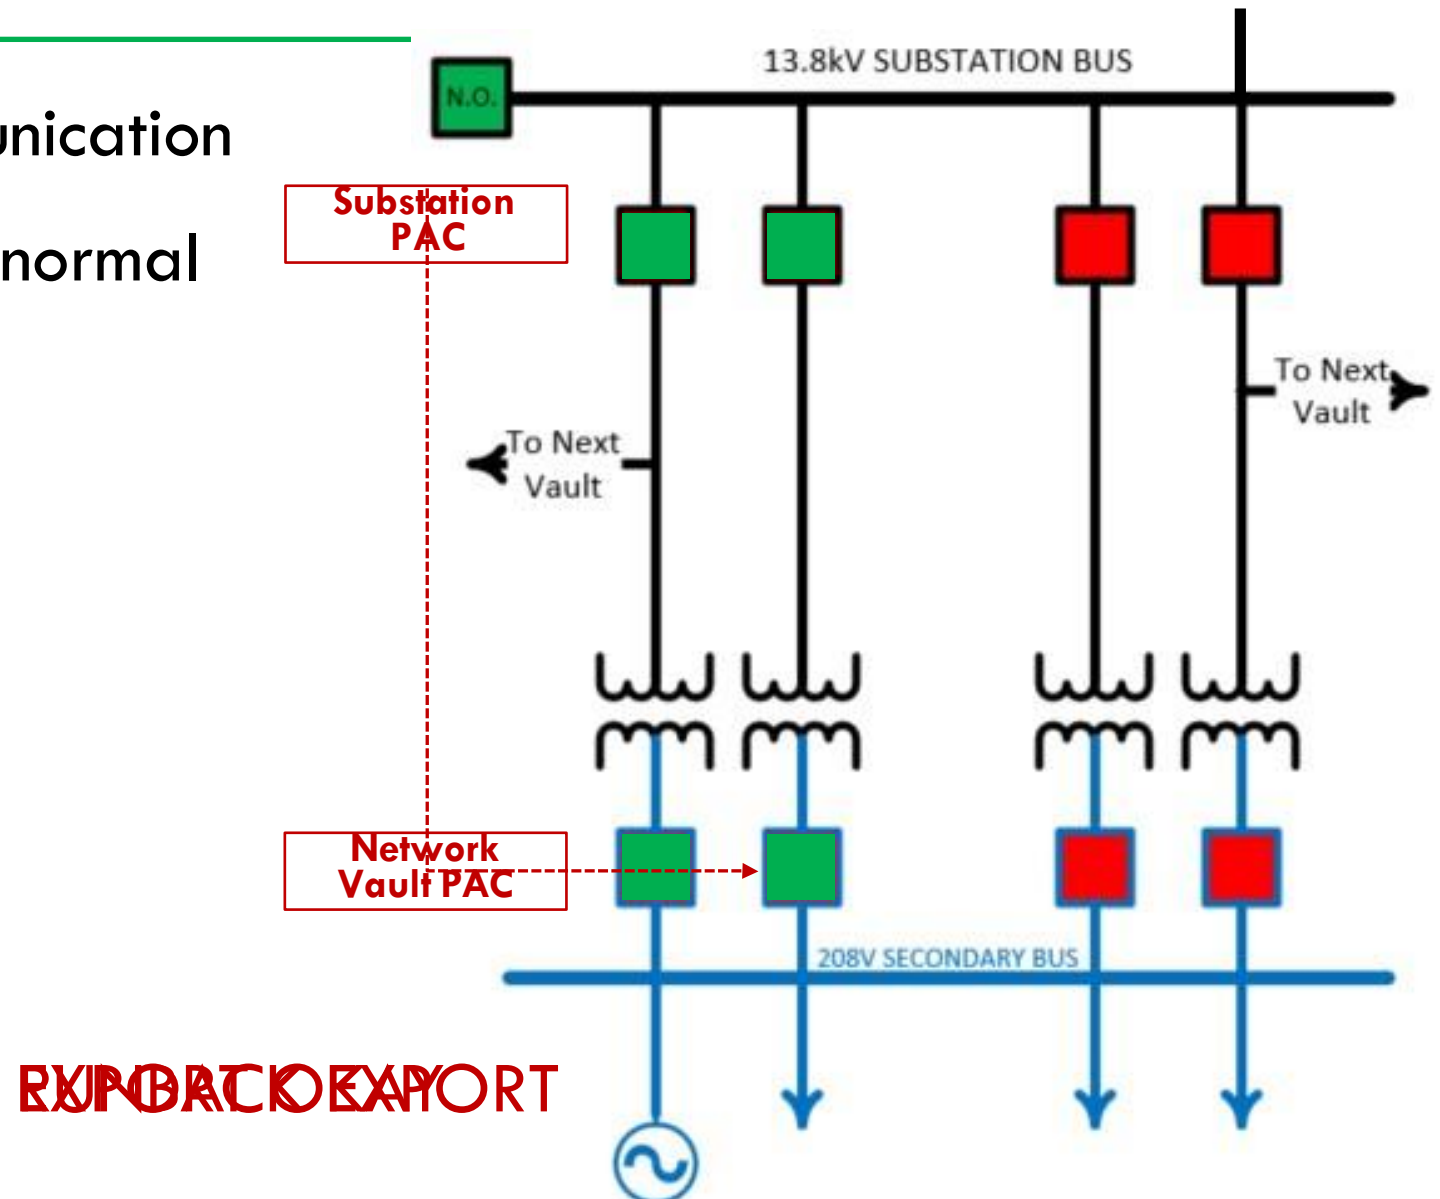 unication
normal
13.8kV SUBSTATION BUS
N.O.
Substation
PAC
To Next
Vault
To Next
Vault
Network
Vault PAC
208V SECONDARY BUS